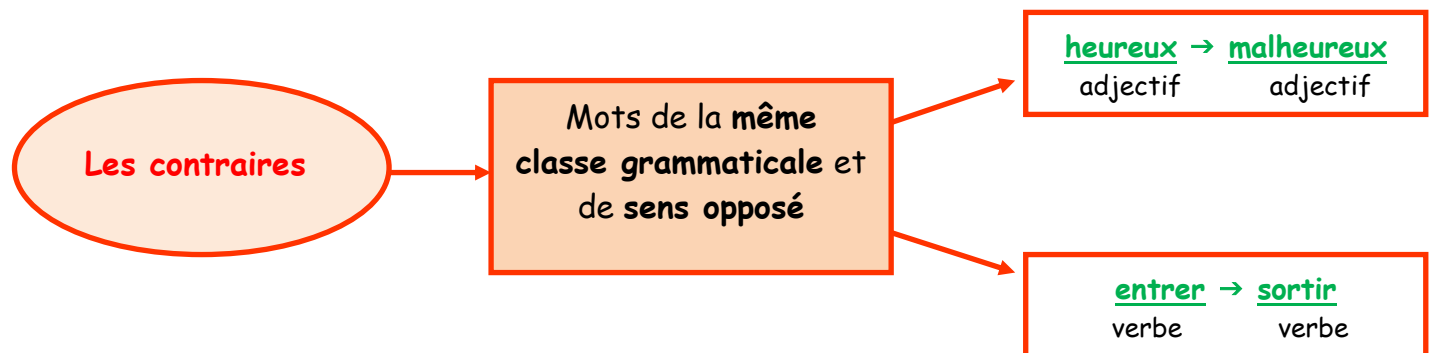 Les contraires
Mots de la même
classe grammaticale et
de sens opposé
heureux → malheureux
adjectif adjectif
entrer → sortir
verbe verbe